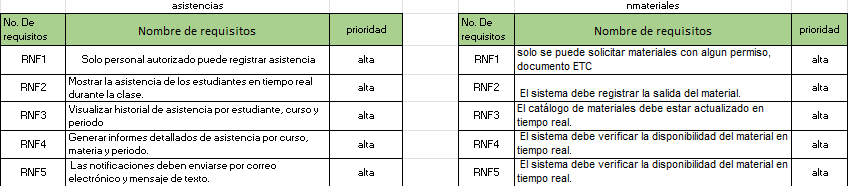 asistencias
No. De
requisitos
Nombre de requisitos
prioridad
RNF1
Solo personal autorizado puede registrar asistencia
alta
RNF2
Mostrar la asistencia de los estudiantes en tiempo real
durante la clase.
alta
RNF3
Visualizar historial de asistencia por estudiante, curso y
periodo
alta
RNF4
Generar informes detallados de asistencia por curso,
materia y periodo.
alta
RNF5
Las notificaciones deben enviarse por correo
electrónico y mensaje de texto.
alta
nmateriales
No. De
requisitos
Nombre de requisitos
prioridad
RNF1
solo se puede solicitar materiales con algun permiso,
documento ETC
alta
RNF2
El sistema debe registrar la salida del material.
alta
RNF3
El catálogo de materiales debe estar actualizado en
tiempo real.
alta
RNF4
El sistema debe verificar la disponibilidad del material en
tiempo real.
alta
RNF5
El sistema debe verificar la disponibilidad del material en
tiempo real.
alta